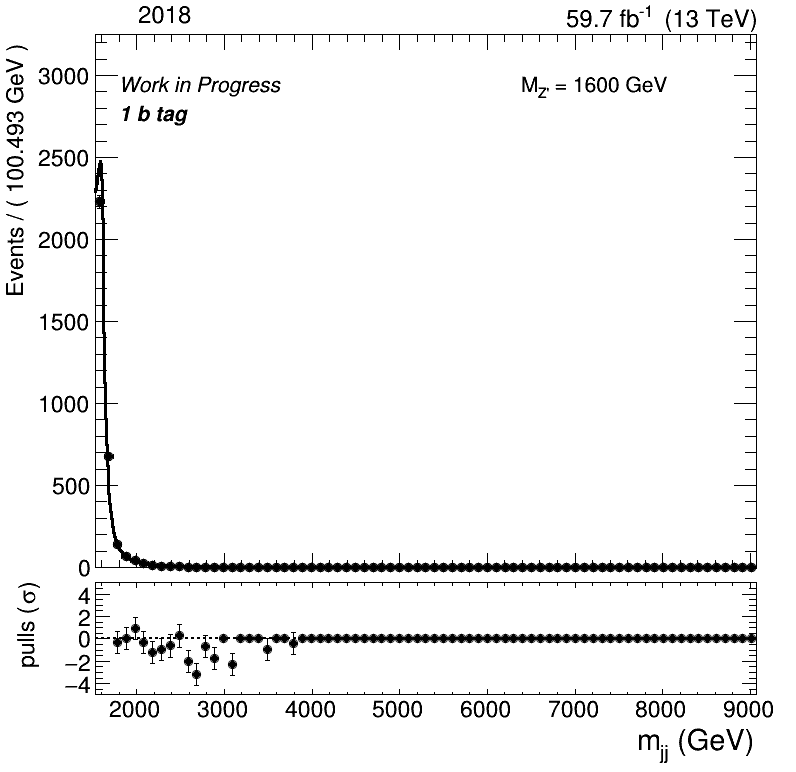 2018
59.7 fb⁻¹ (13 TeV)
Events / ( 100.493 GeV )
Work in Progress
M_Z' = 1600 GeV
1 b tag
3000
2500
2000
1500
1000
500
0
pulls (σ)
4
2
0
−2
−4
2000 3000 4000 5000 6000 7000 8000 9000
m_jj (GeV)